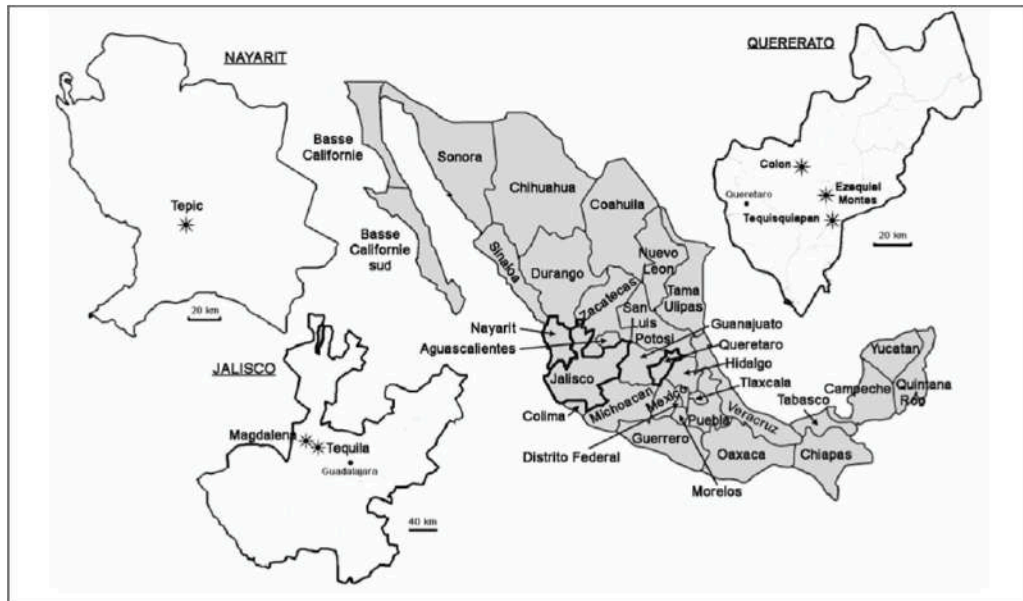 NAYARIT
Tepic
20 km
QUERERATO
Colon
Queretaro
Ezequiel
Montes
Tequisquiapan
20 km
JALISCO
Magdalena
Tequila
Guadalajara
40 km
Basse
Californie
Basse
Californie
sud
Sonora
Chihuahua
Coahuila
Sinaloa
Durango
Nuevo
Leon
Zacatecas
Tama
Ulipas
San
Luis
Potosi
Nayarit
Aguascalientes
Guanajuato
Queretaro
Hidalgo
Jalisco
Colima
Michoacan
Mexico
Tlaxcala
Tabasco
Yucatan
Campeche
Quintana
Roo
Puebla
Veracruz
Guerrero
Distrito Federal
Oaxaca
Chiapas
Morelos